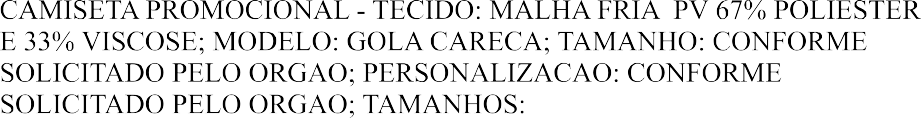 CAMISETA PROMOCIONAL - TECIDO: MALHA FRIA  PV 67% POLIESTER
E 33% VISCOSE; MODELO: GOLA CARECA; TAMANHO: CONFORME
SOLICITADO PELO ORGAO; PERSONALIZACAO: CONFORME
SOLICITADO PELO ORGAO; TAMANHOS: